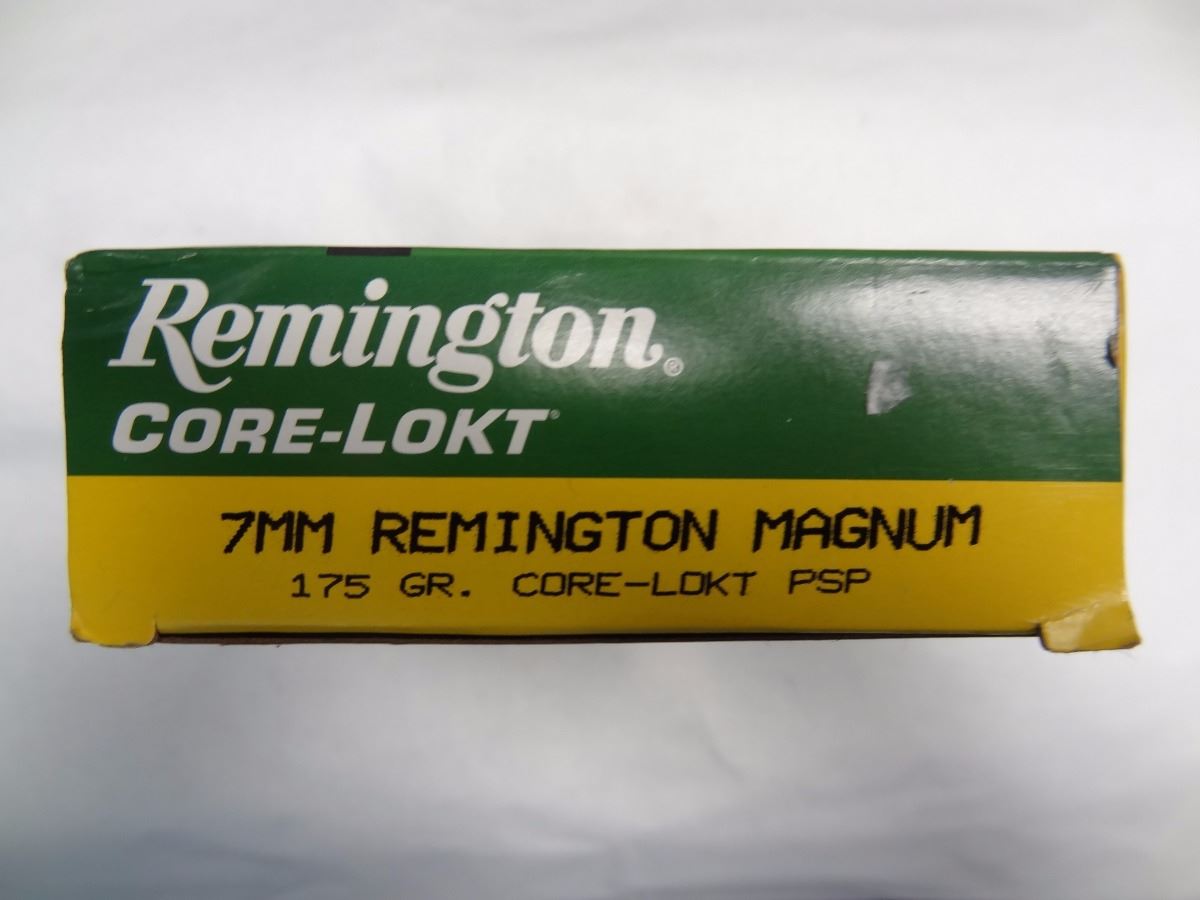 Remington®
CORE-LOKT®
7MM REMINGTON MAGNUM
175 GR. CORE-LOKT PSP